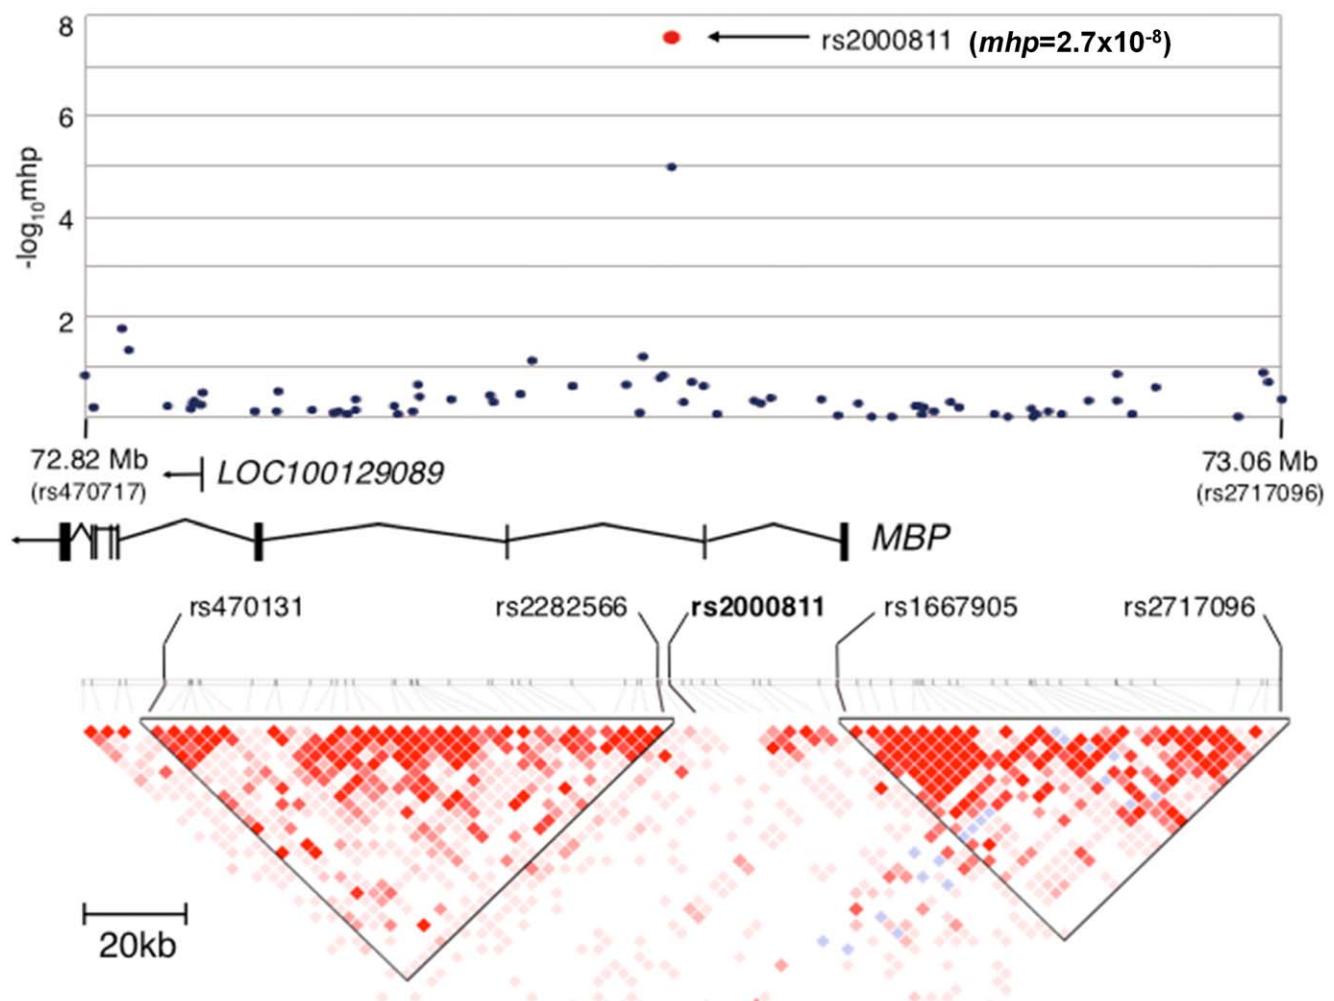 8
rs2000811 (mhp=2.7x10-8)
6
4
2
-log10mhp
72.82 Mb
(rs470717)
LOC100129089
73.06 Mb
(rs2717096)
MBP
rs470131
rs2282566
rs2000811
rs1667905
rs2717096
20kb